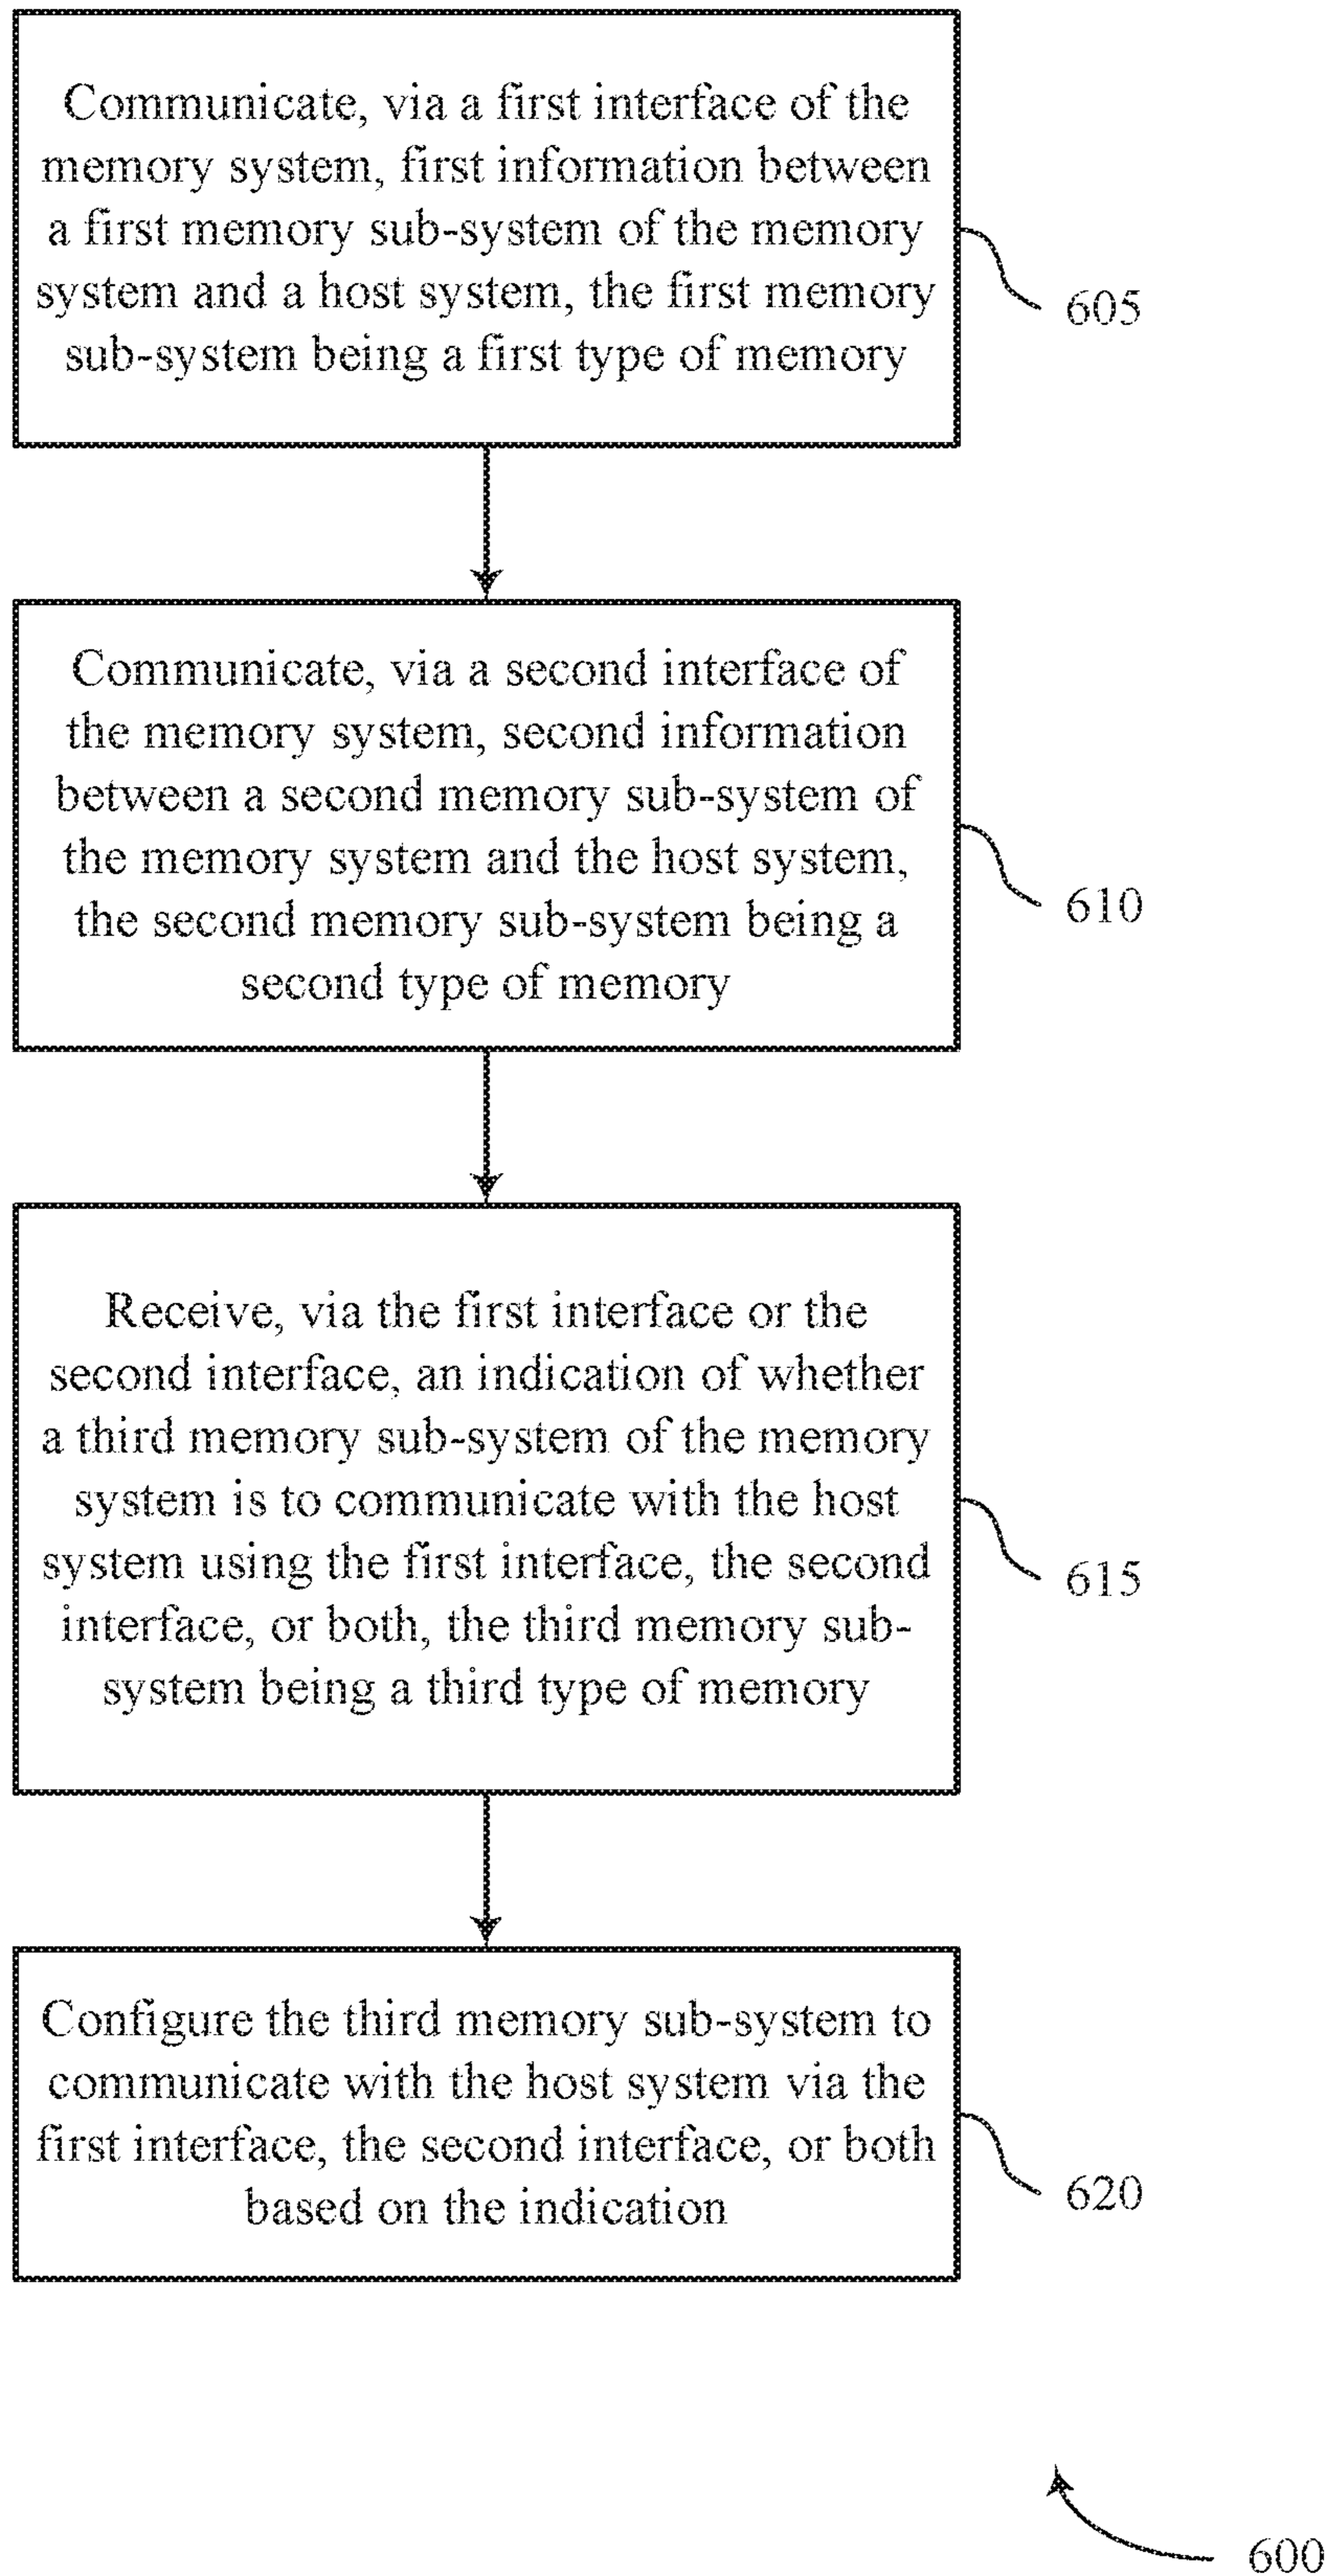 Communicate, via a first interface of the
memory system, first information between
a first memory sub-system of the memory
system and a host system, the first memory
sub-system being a first type of memory
605
Communicate, via a second interface of
the memory system, second information
between a second memory sub-system of
the memory system and the host system,
the second memory sub-system being a
second type of memory
610
Receive, via the first interface or the
second interface, an indication of whether
a third memory sub-system of the memory
system is to communicate with the host
system using the first interface, the second
interface, or both, the third memory sub-
system being a third type of memory
615
Configure the third memory sub-system to
communicate with the host system via the
first interface, the second interface, or both
based on the indication
620
600